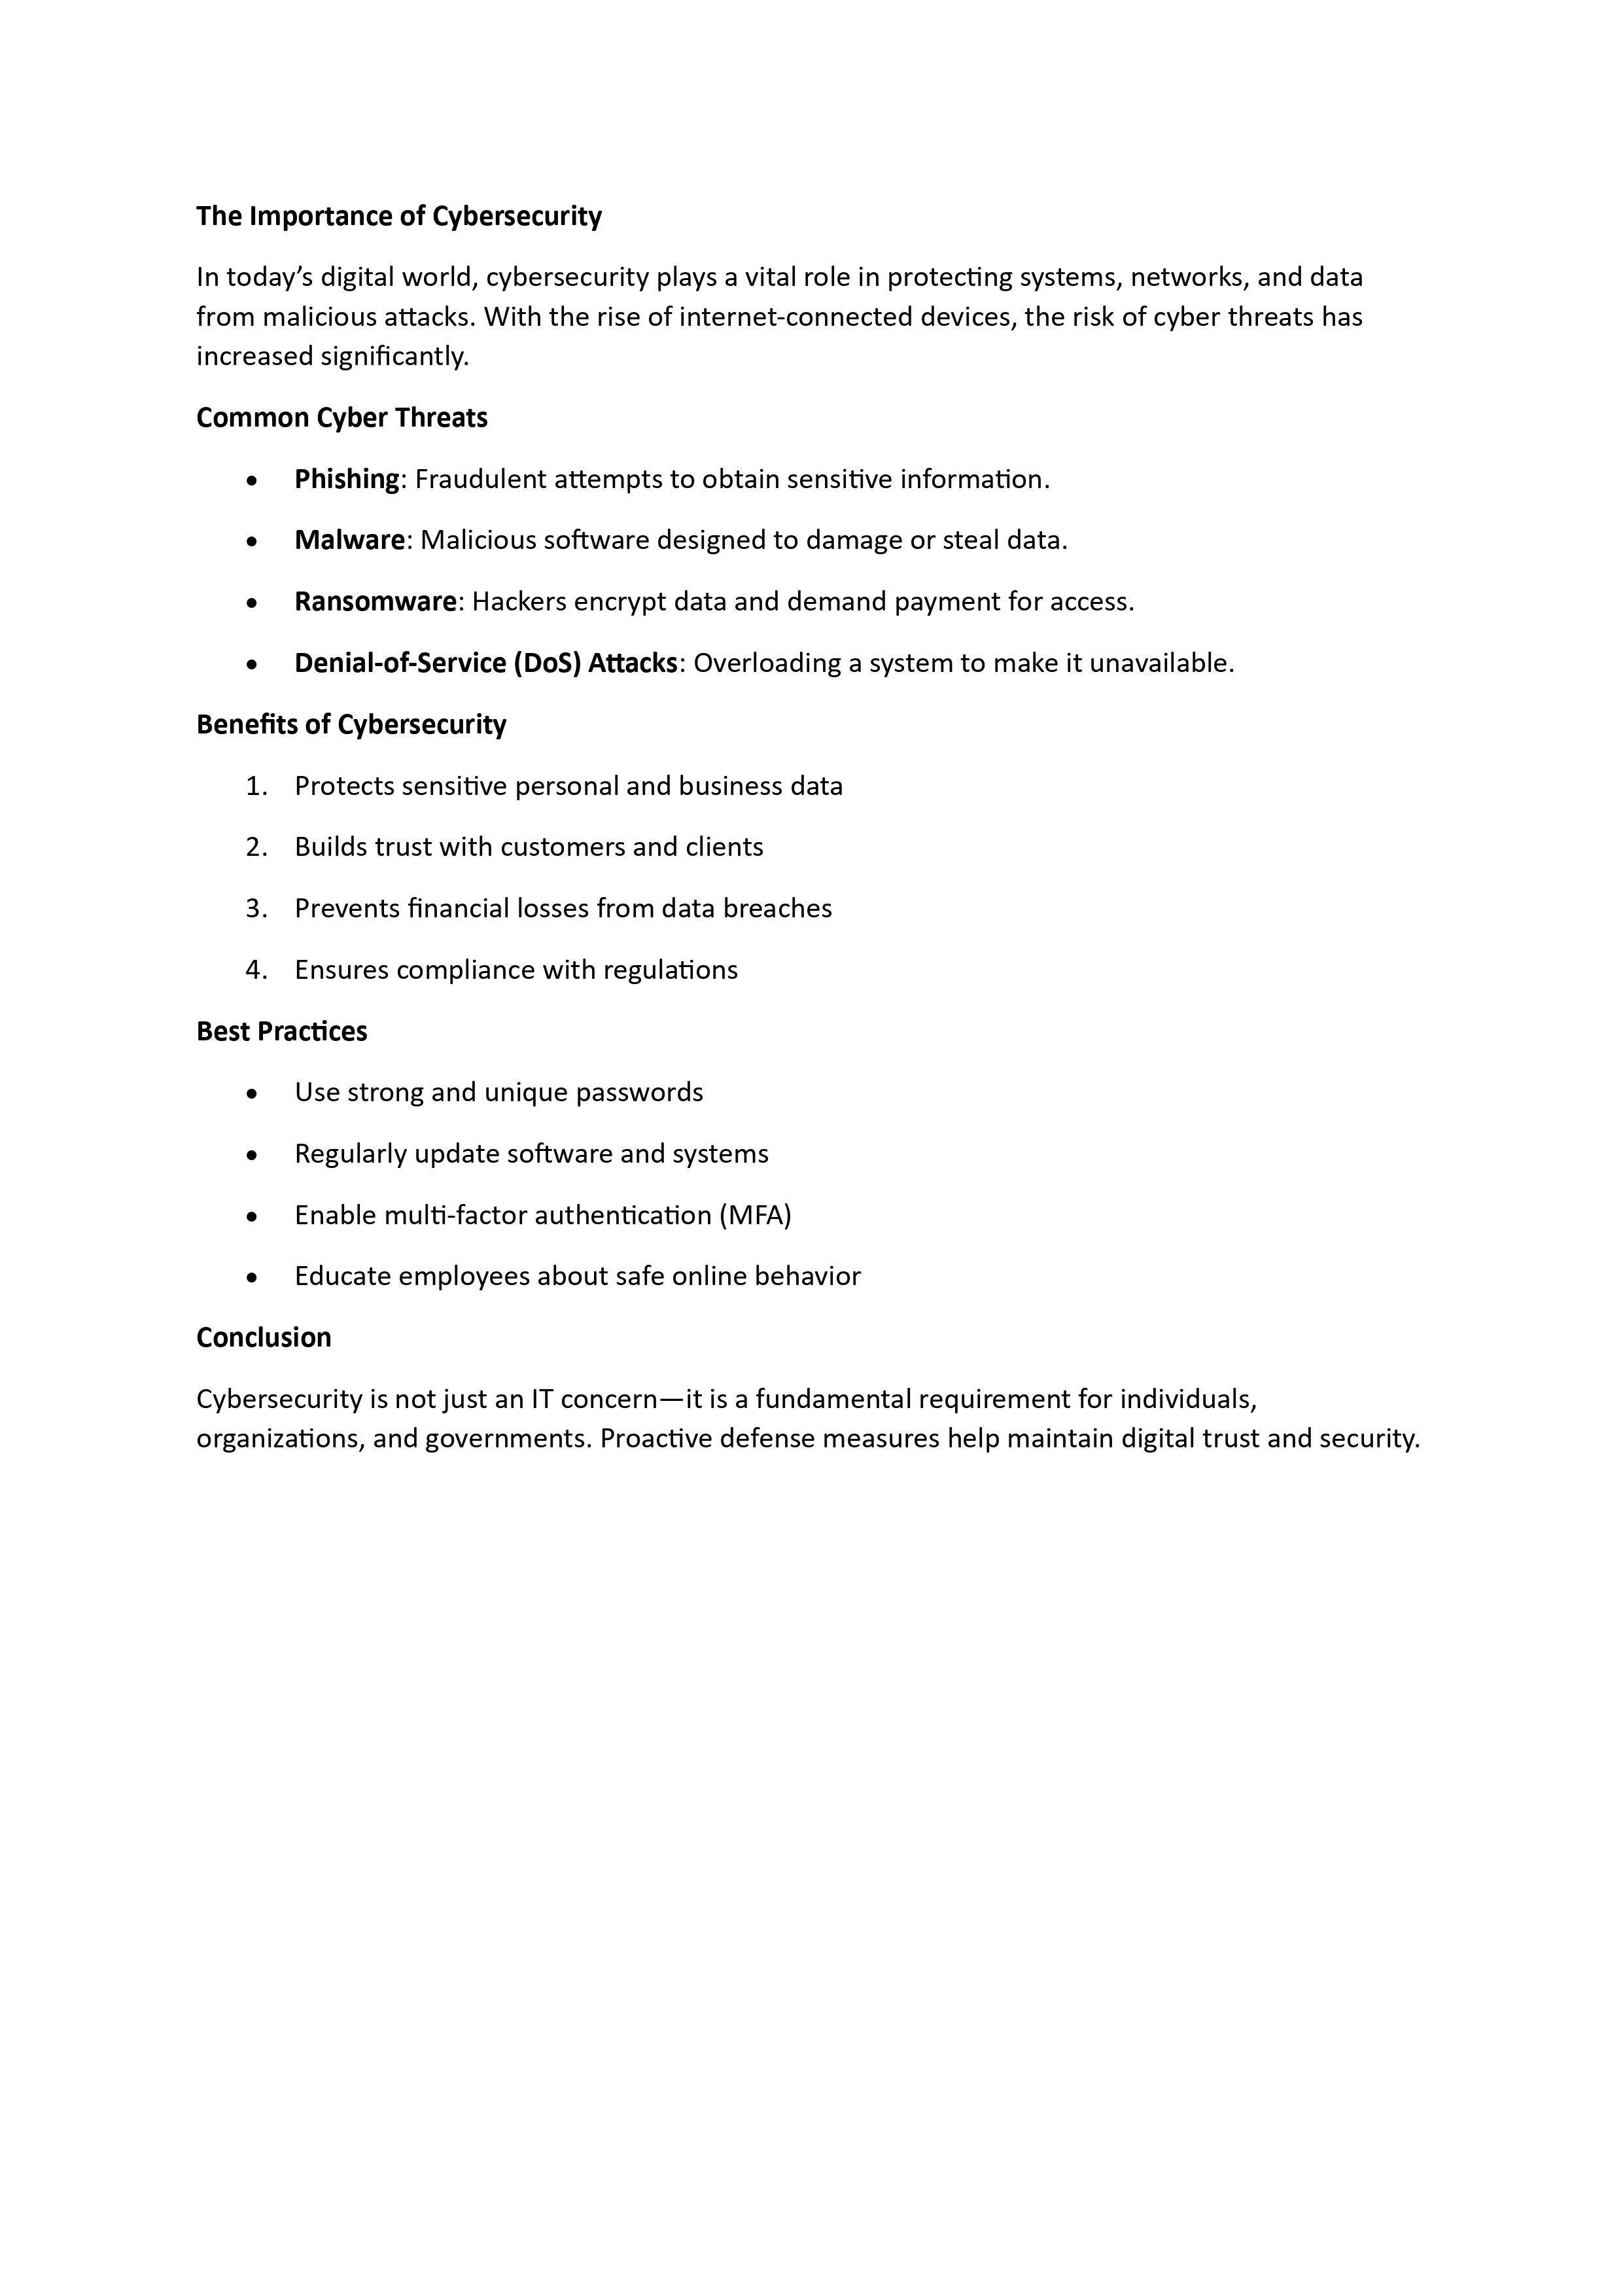 The Importance of Cybersecurity
In today’s digital world, cybersecurity plays a vital role in protecting systems, networks, and data
from malicious attacks. With the rise of internet-connected devices, the risk of cyber threats has
increased significantly.
Common Cyber Threats
• Phishing: Fraudulent attempts to obtain sensitive information.
• Malware: Malicious software designed to damage or steal data.
• Ransomware: Hackers encrypt data and demand payment for access.
• Denial-of-Service (DoS) Attacks: Overloading a system to make it unavailable.
Benefits of Cybersecurity
1. Protects sensitive personal and business data
2. Builds trust with customers and clients
3. Prevents financial losses from data breaches
4. Ensures compliance with regulations
Best Practices
• Use strong and unique passwords
• Regularly update software and systems
• Enable multi-factor authentication (MFA)
• Educate employees about safe online behavior
Conclusion
Cybersecurity is not just an IT concern—it is a fundamental requirement for individuals,
organizations, and governments. Proactive defense measures help maintain digital trust and security.